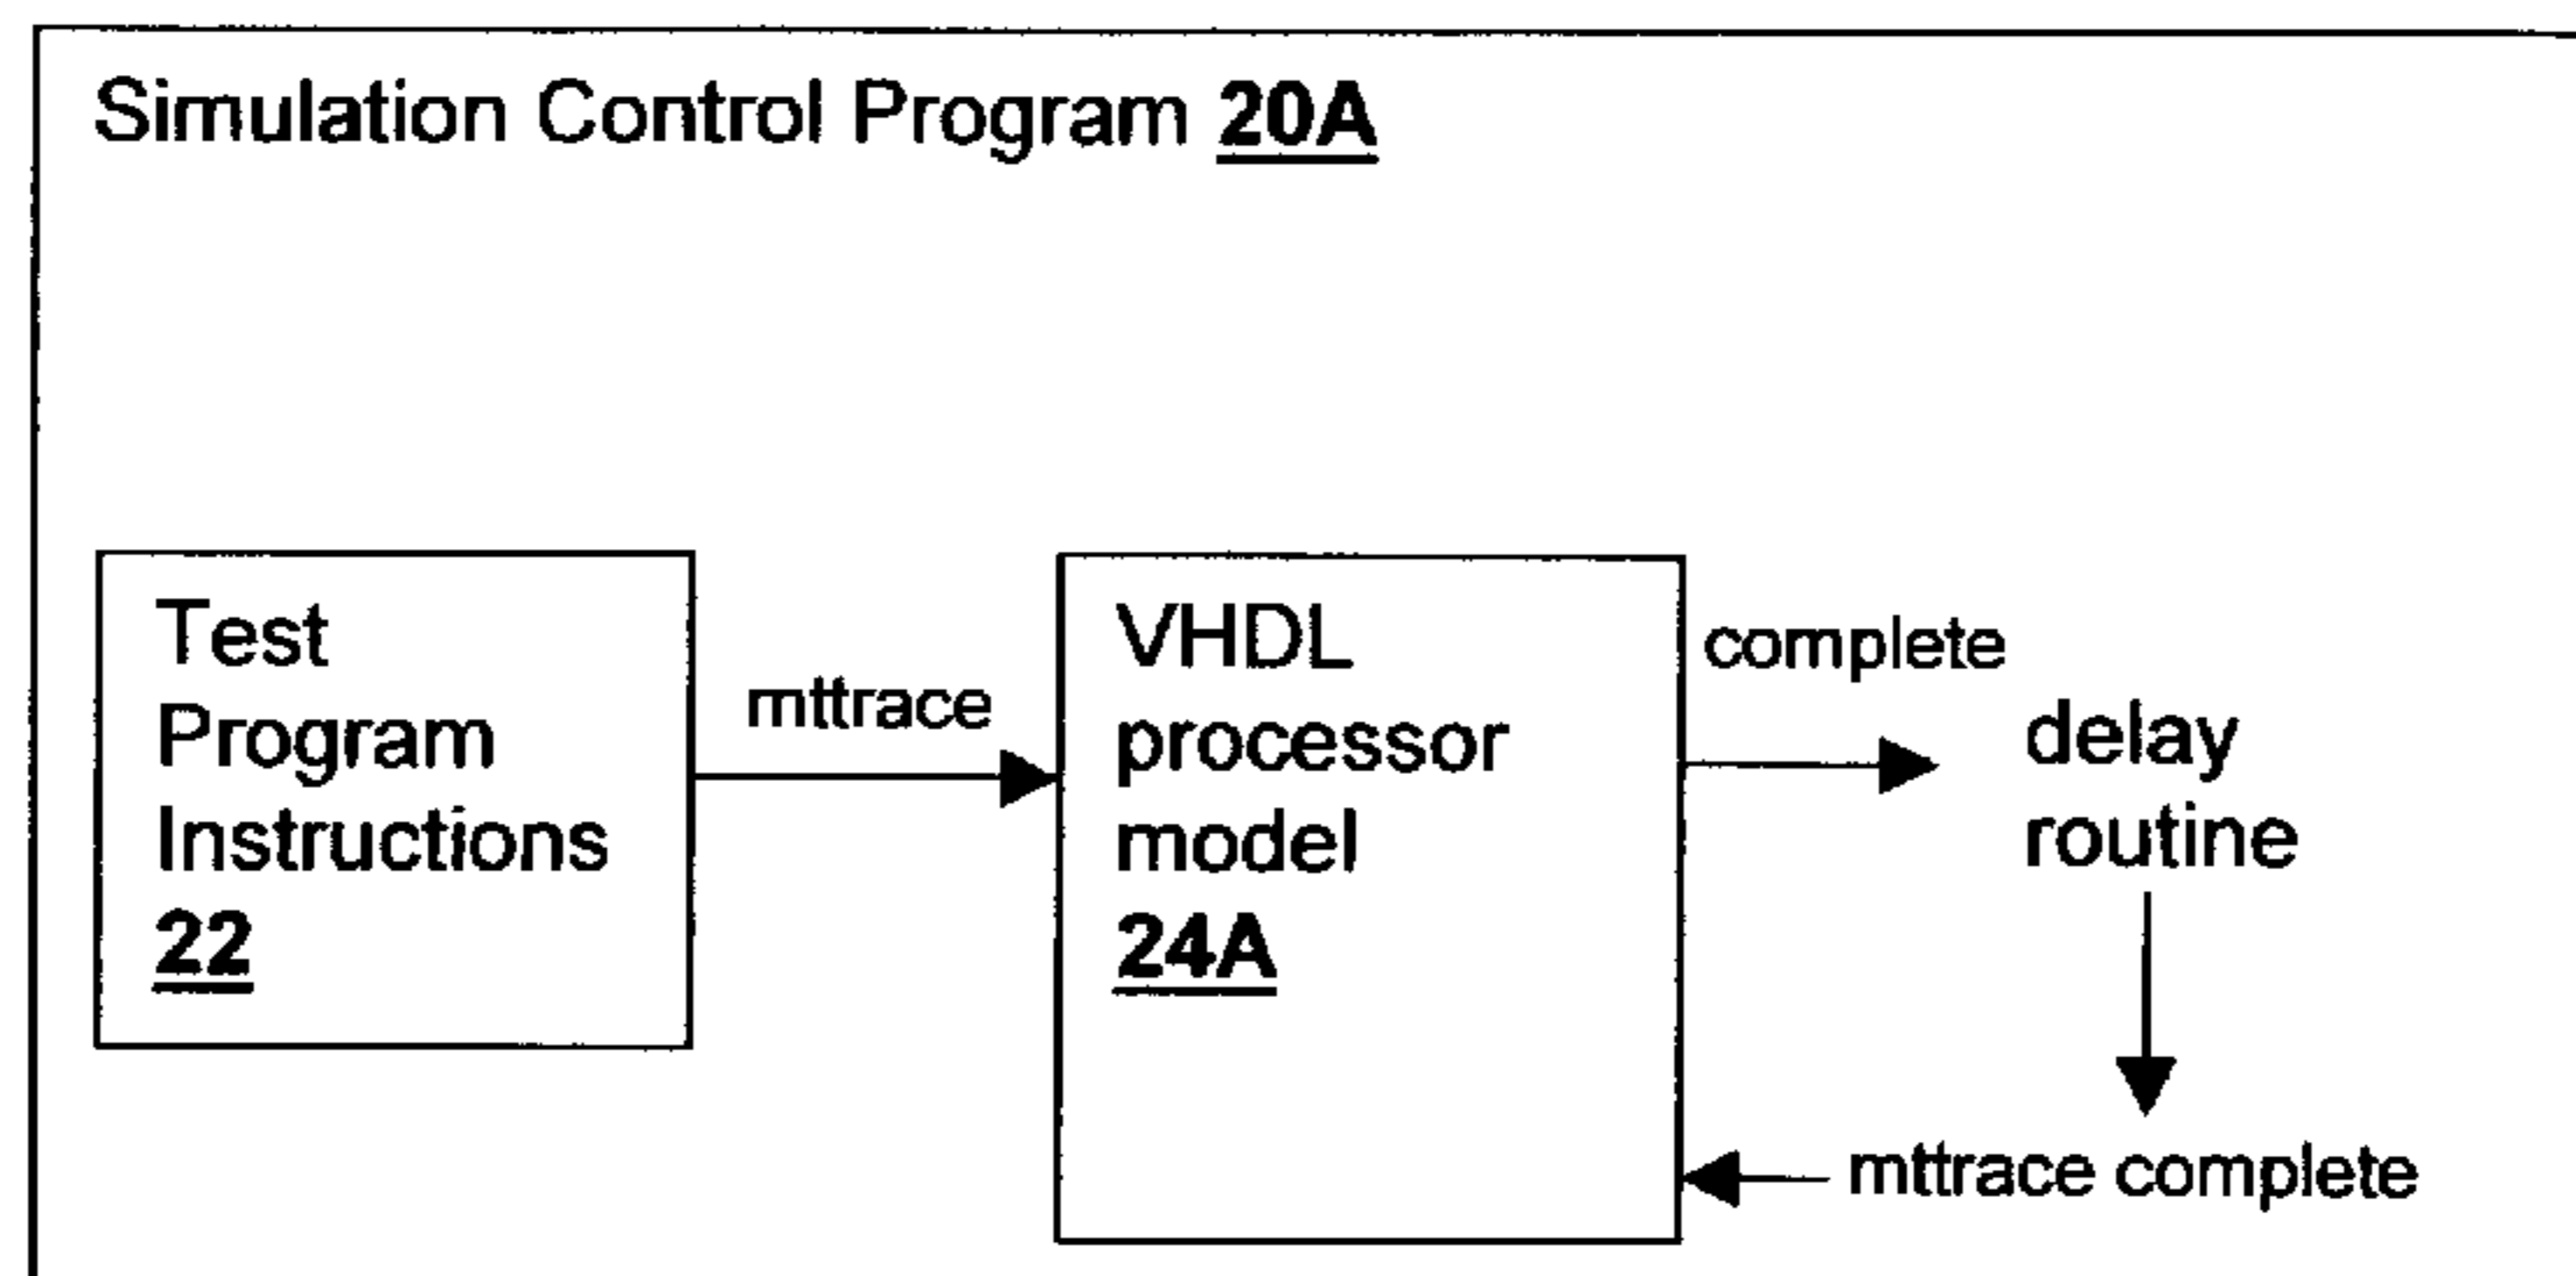 Simulation Control Program 20A
Test
Program
Instructions
22
mttrace
VHDL
processor
model
24A
complete
delay
routine
mttrace complete